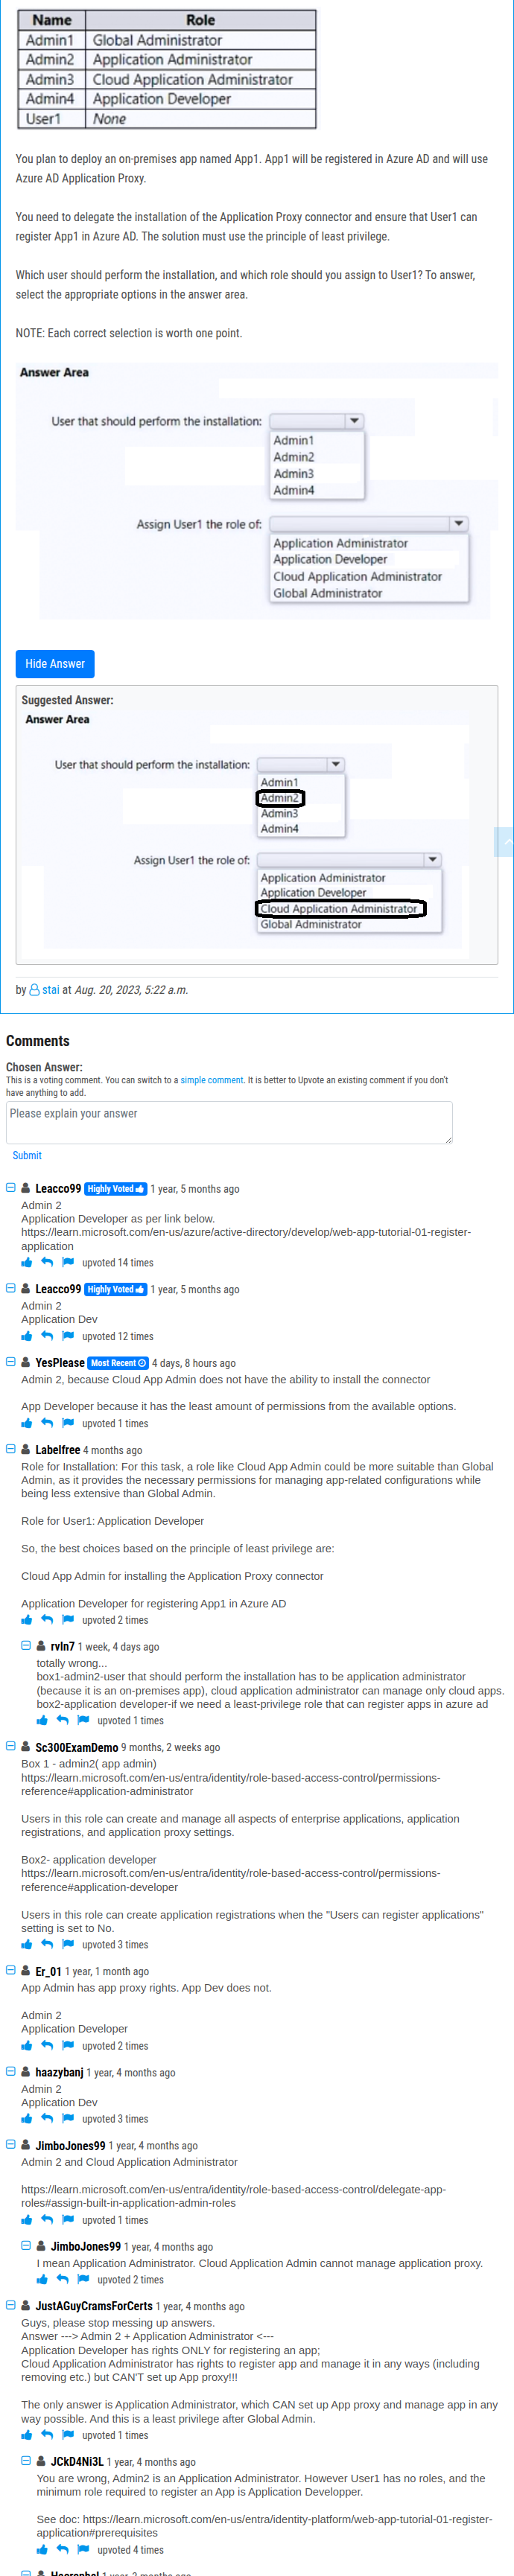 Name Role
Admin1 Global Administrator
Admin2 Application Administrator
Admin3 Cloud Application Administrator
Admin4 Application Developer
User1 None
You plan to deploy an on-premises app named App1. App1 will be registered in Azure AD and will use
Azure AD Application Proxy.
You need to delegate the installation of the Application Proxy connector and ensure that User1 can
register App1 in Azure AD. The solution must use the principle of least privilege.
Which user should perform the installation, and which role should you assign to User1? To answer,
select the appropriate options in the answer area.
NOTE: Each correct selection is worth one point.
Answer Area
User that should perform the installation:
Admin1
Admin2
Admin3
Admin4
Assign User1 the role of:
Application Administrator
Application Developer
Cloud Application Administrator
Global Administrator
Hide Answer
Suggested Answer:
Answer Area
User that should perform the installation:
Admin1
Admin2
Admin3
Admin4
Assign User1 the role of:
Application Administrator
Application Developer
Cloud Application Administrator
Global Administrator
by stai at Aug. 20, 2023, 5:22 a.m.
Comments
Chosen Answer:
This is a voting comment. You can switch to a simple comment. It is better to Upvote an existing comment if you don't
have anything to add.
Please explain your answer
Submit
Leacco99 Highly Voted 1 year, 5 months ago
Admin 2
Application Developer as per link below.
https://learn.microsoft.com/en-us/azure/active-directory/develop/web-app-tutorial-01-register-
application
upvoted 14 times
Leacco99 Highly Voted 1 year, 5 months ago
Admin 2
Application Dev
upvoted 12 times
YesPlease Most Recent 4 days, 8 hours ago
Admin 2, because Cloud App Admin does not have the ability to install the connector
App Developer because it has the least amount of permissions from the available options.
upvoted 1 times
Labelfree 4 months ago
Role for Installation: For this task, a role like Cloud App Admin could be more suitable than Global
Admin, as it provides the necessary permissions for managing app-related configurations while
being less extensive than Global Admin.
Role for User1: Application Developer
So, the best choices based on the principle of least privilege are:
Cloud App Admin for installing the Application Proxy connector
Application Developer for registering App1 in Azure AD
upvoted 2 times
rvln7 1 week, 4 days ago
totally wrong...
box1-admin2-user that should perform the installation has to be application administrator
(because it is an on-premises app), cloud application administrator can manage only cloud apps.
box2-application developer-if we need a least-privilege role that can register apps in azure ad
upvoted 1 times
Sc300ExamDemo 9 months, 2 weeks ago
Box 1 - admin2( app admin)
https://learn.microsoft.com/en-us/entra/identity/role-based-access-control/permissions-
reference#application-administrator
Users in this role can create and manage all aspects of enterprise applications, application
registrations, and application proxy settings.
Box2- application developer
https://learn.microsoft.com/en-us/entra/identity/role-based-access-control/permissions-
reference#application-developer
Users in this role can create application registrations when the "Users can register applications"
setting is set to No.
upvoted 3 times
Er_01 1 year, 1 month ago
App Admin has app proxy rights. App Dev does not.
Admin 2
Application Developer
upvoted 2 times
haazybanj 1 year, 4 months ago
Admin 2
Application Dev
upvoted 3 times
JimboJones99 1 year, 4 months ago
Admin 2 and Cloud Application Administrator
https://learn.microsoft.com/en-us/entra/identity/role-based-access-control/delegate-app-
roles#assign-built-in-application-admin-roles
upvoted 1 times
JimboJones99 1 year, 4 months ago
I mean Application Administrator. Cloud Application Admin cannot manage application proxy.
upvoted 2 times
JustAGuyCramsForCerts 1 year, 4 months ago
Guys, please stop messing up answers.
Answer ---> Admin 2 + Application Administrator <---
Application Developer has rights ONLY for registering an app;
Cloud Application Administrator has rights to register app and manage it in any ways (including
removing etc.) but CAN'T set up App proxy!!!
The only answer is Application Administrator, which CAN set up App proxy and manage app in any
way possible. And this is a least privilege after Global Admin.
upvoted 1 times
JCkD4Ni3L 1 year, 4 months ago
You are wrong, Admin2 is an Application Administrator. However User1 has no roles, and the
minimum role required to register an App is Application Developper.
See doc: https://learn.microsoft.com/en-us/entra/identity-platform/web-app-tutorial-01-register-
application#prerequisites
upvoted 4 times